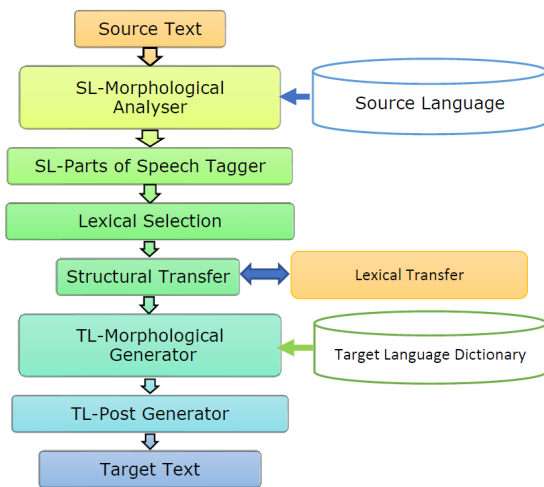 Source Text
SL-Morphological
Analyser
Source Language
SL-Parts of Speech Tagger
Lexical Selection
Structural Transfer
Lexical Transfer
TL-Morphological
Generator
Target Language Dictionary
TL-Post Generator
Target Text